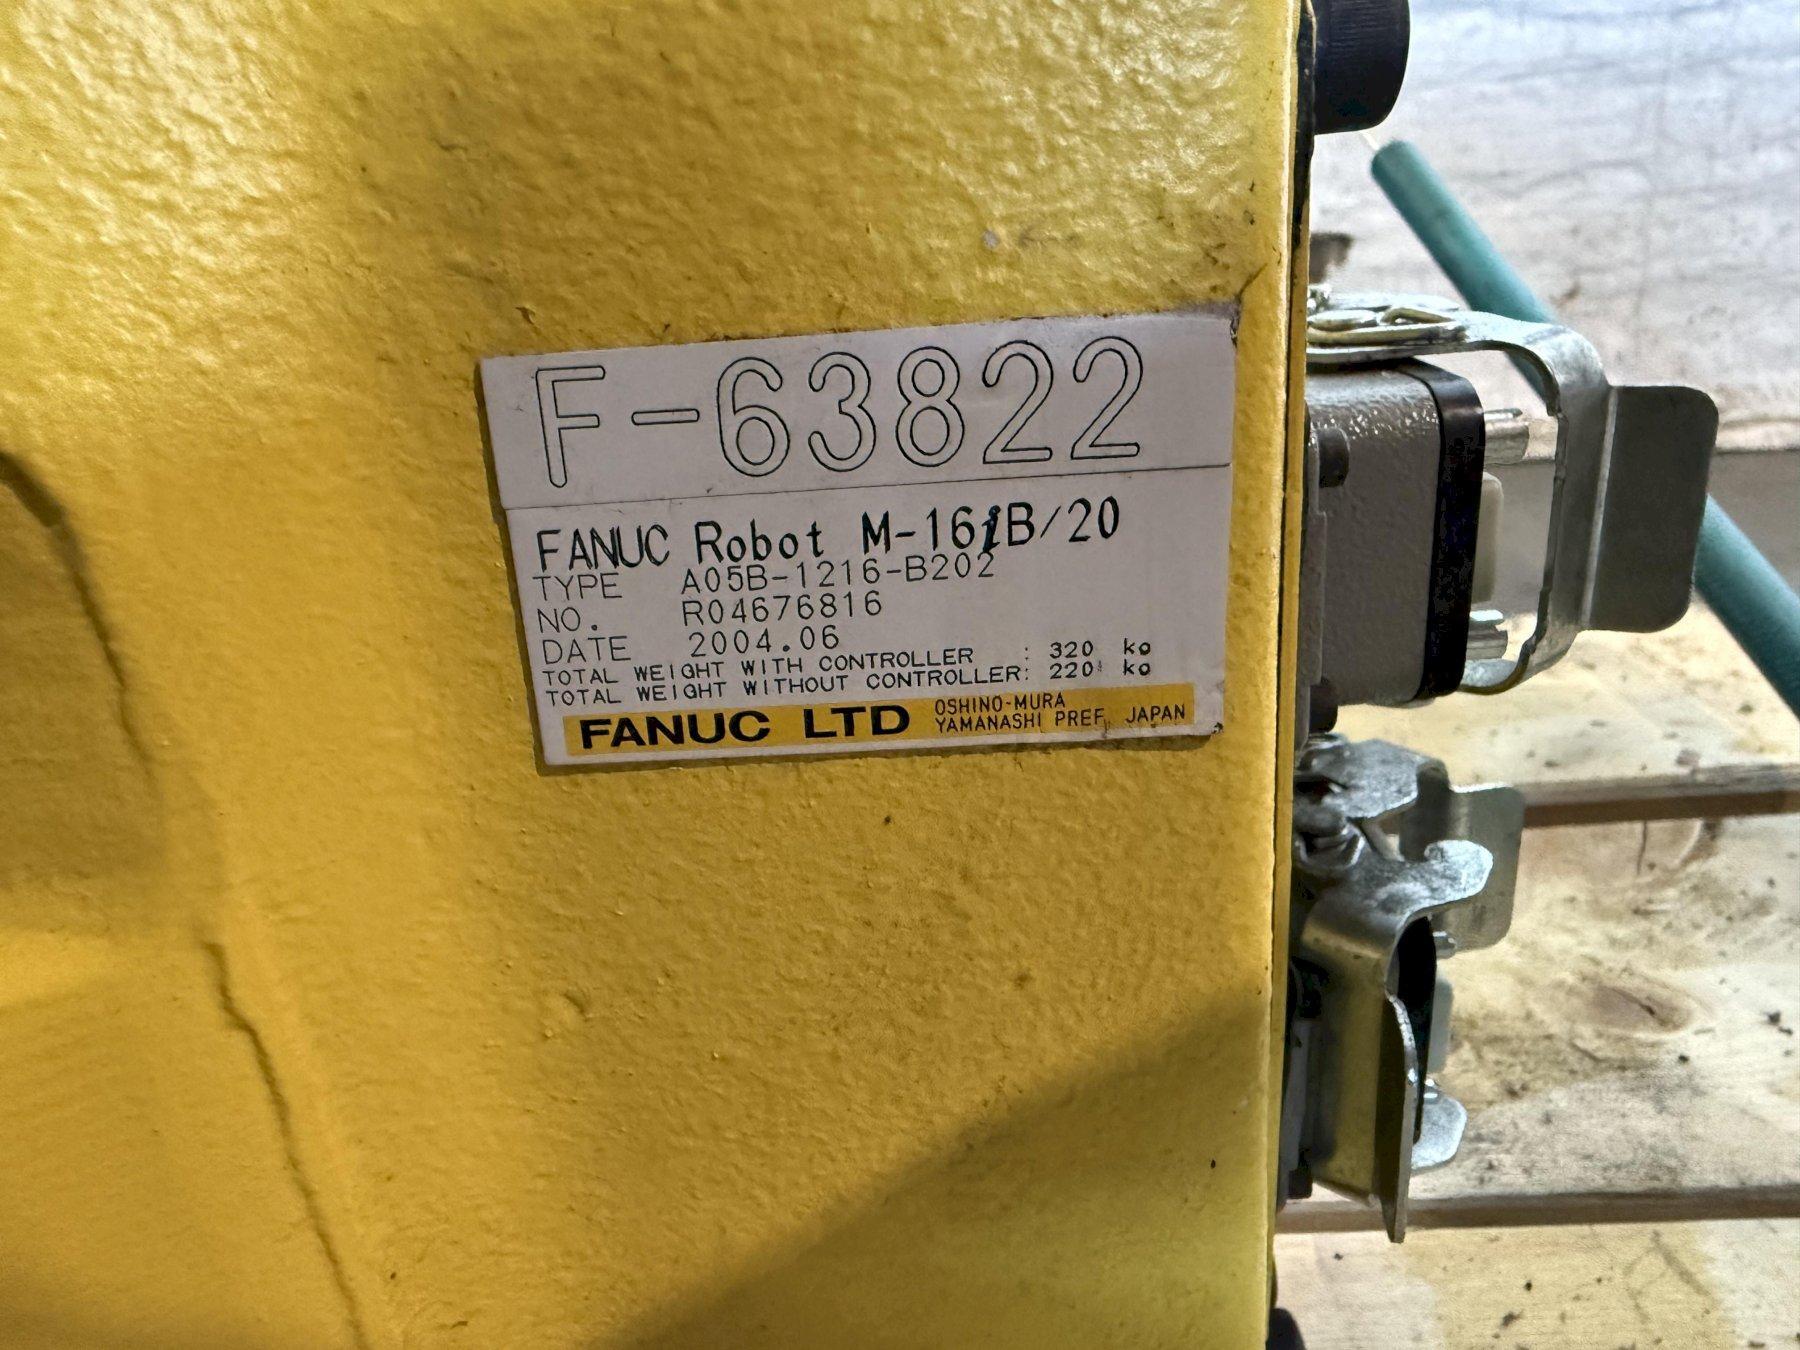 F-63822
FANUC Robot M-16iB/20
TYPE A05B-1216-B202
NO. R04676816
DATE 2004.06
TOTAL WEIGHT WITH CONTROLLER : 320 kg
TOTAL WEIGHT WITHOUT CONTROLLER: 220 kg
FANUC LTD OSHINO-MURA
YAMANASHI PREF, JAPAN